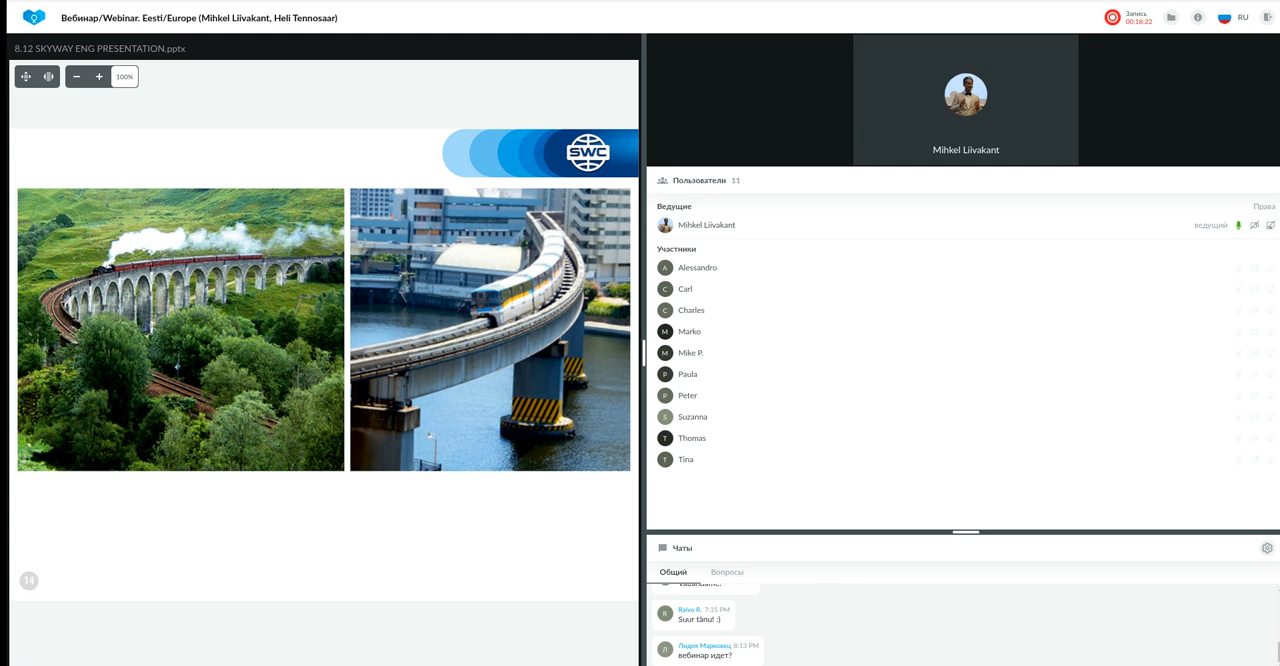 Вебинар/Webinar. Eesti/Europe (Mihkel Liivakant, Heli Tennosaar)
Запись
00:18:22
RU
8.12 SKYWAY ENG PRESENTATION.pptx
100%
SWC
14
Mihkel Liivakant
Пользователи 11
Ведущие Права
Mihkel Liivakant ведущий
Участники
A Alessandro
C Carl
C Charles
M Marko
M Mike P.
P Paula
P Peter
S Suzanna
T Thomas
T Tina
Чаты
Общий Вопросы
R Raivo R. 7:35 PM
Suur tänu! :)
Л Лидия Марковец 8:13 PM
вебинар идет?